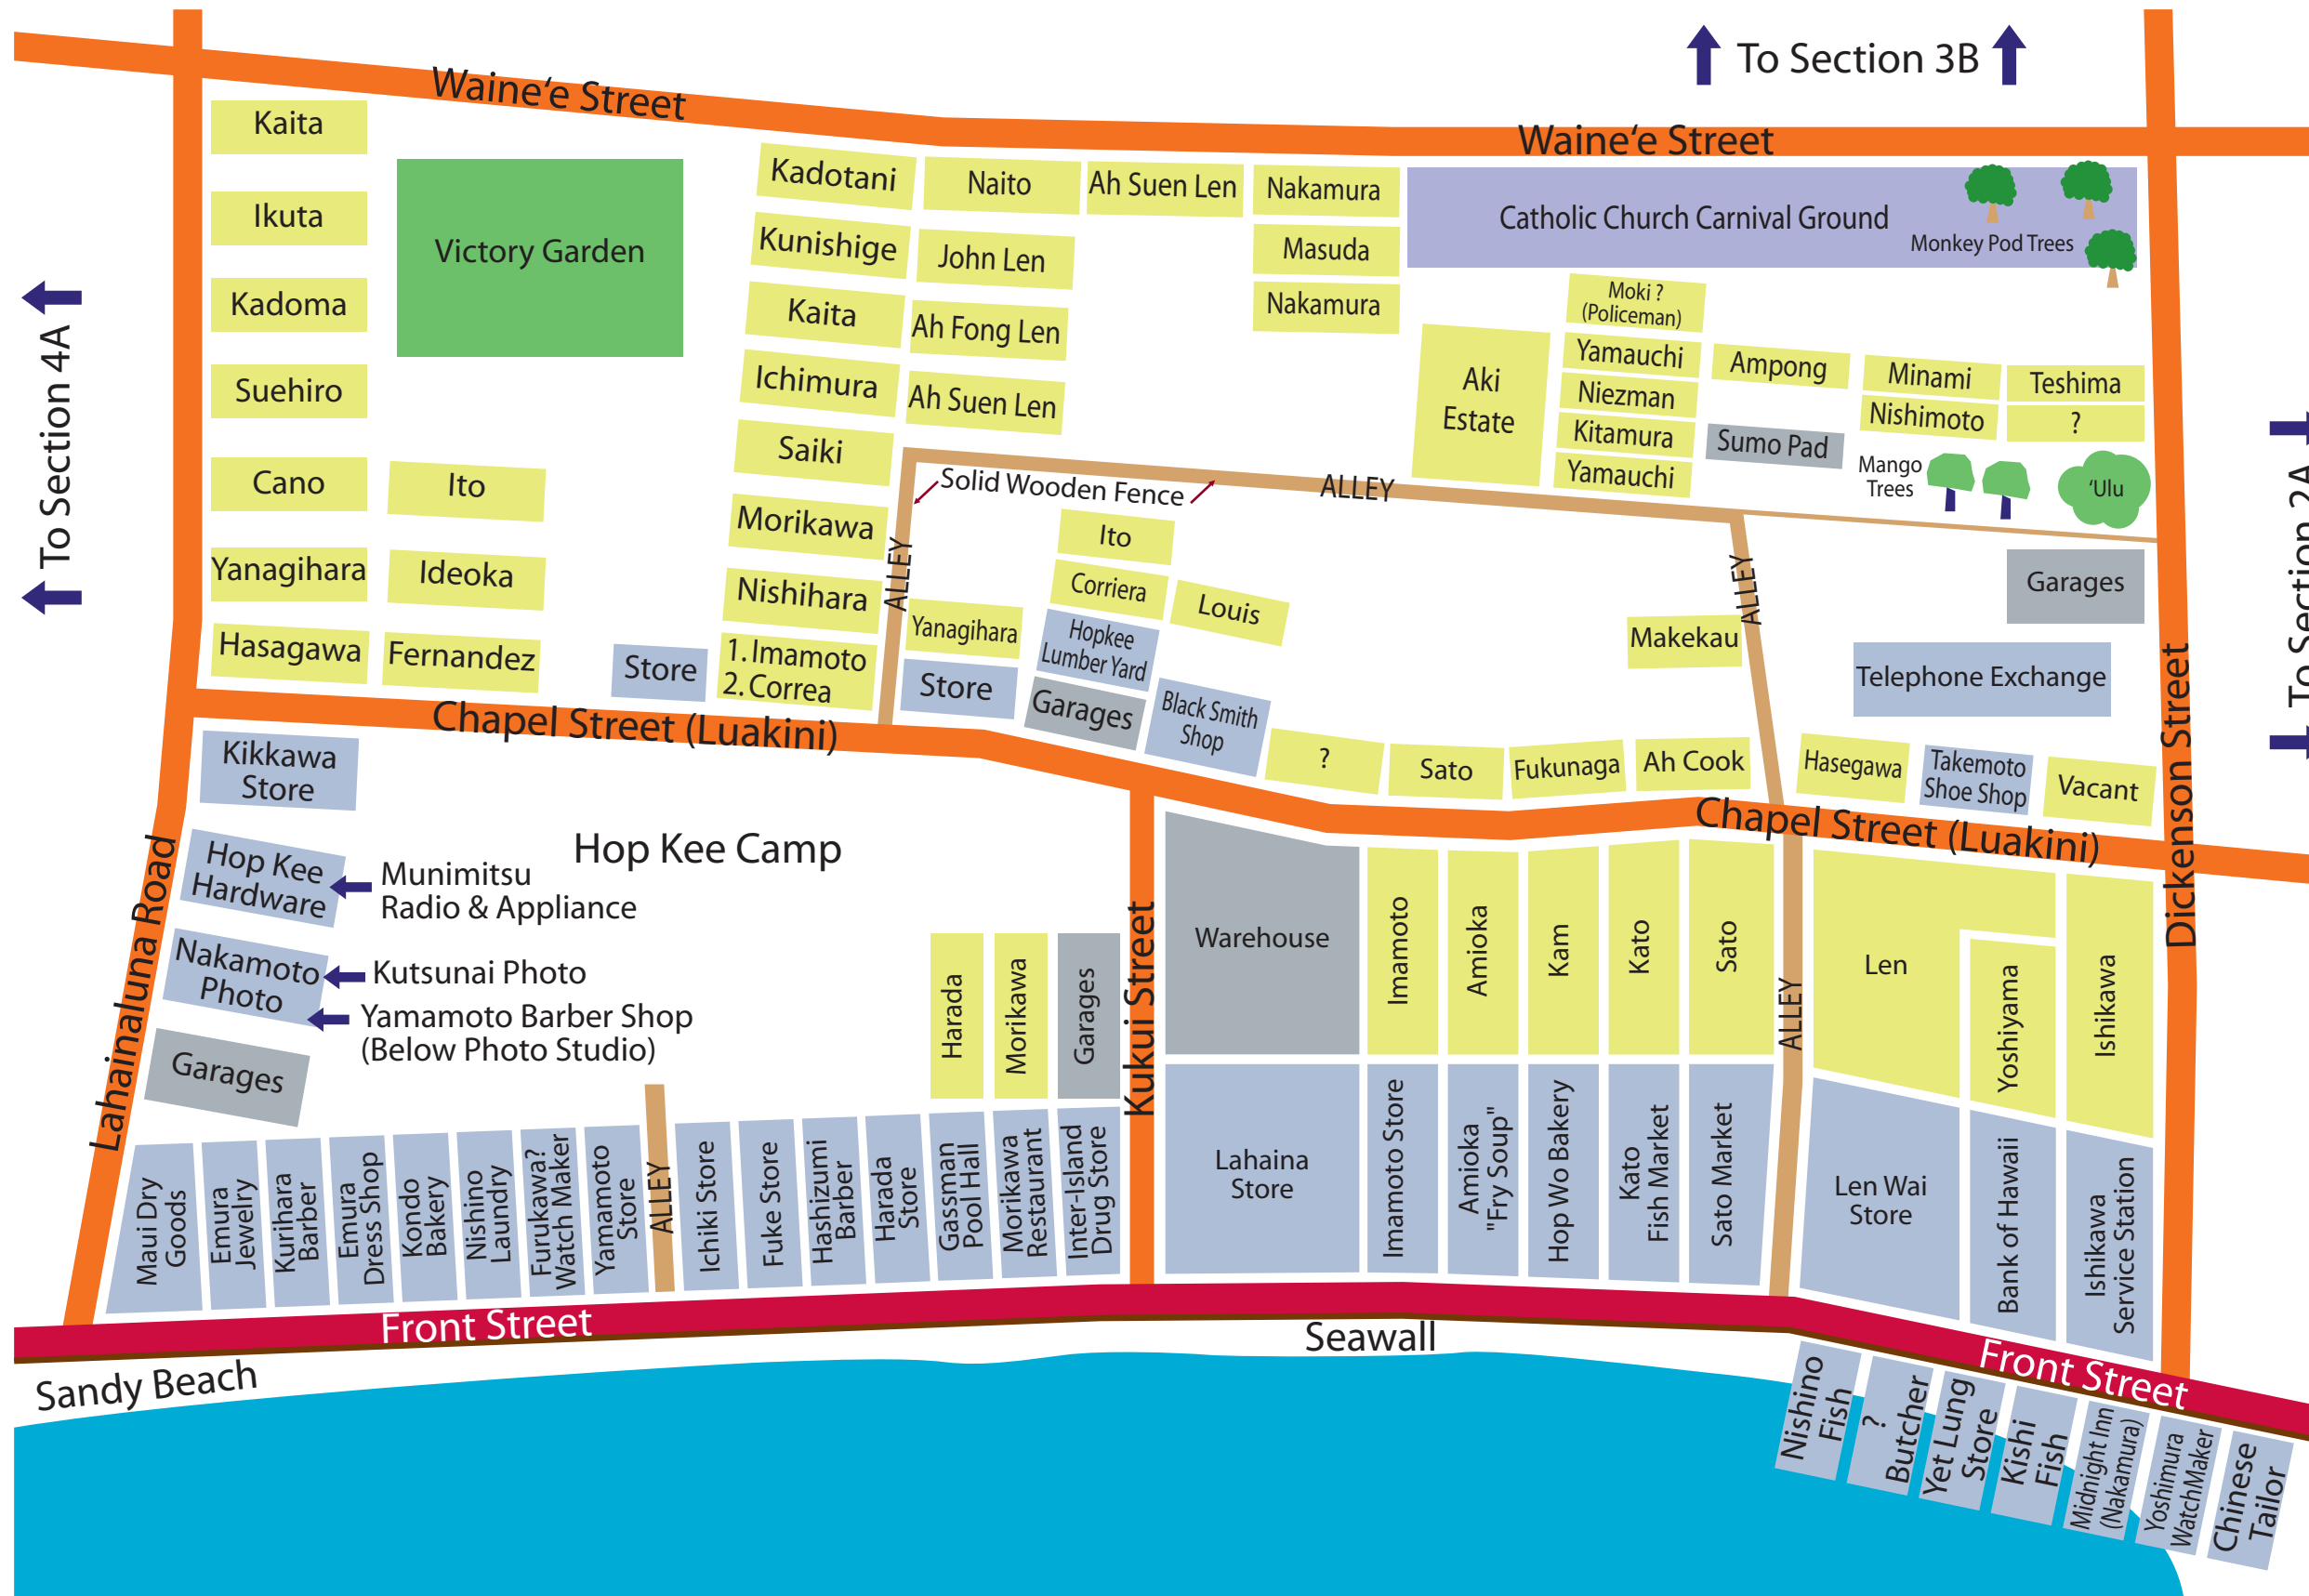 To Section 3B
Waine‘e Street
Waine‘e Street
Kaita
Ikuta
Kadoma
Suehiro
Cano
Yanagihara
Hasagawa
Victory Garden
Ito
Ideoka
Fernandez
Store
Kadotani
Kunishige
Kaita
Ichimura
Saiki
Morikawa
Nishihara
1. Imamoto
2. Correa
Naito
John Len
Ah Fong Len
Ah Suen Len
Ah Suen Len
Nakamura
Masuda
Nakamura
Catholic Church Carnival Ground
Monkey Pod Trees
Aki
Estate
Moki ?
(Policeman)
Yamauchi
Niezman
Kitamura
Yamauchi
Ampong
Sumo Pad
Minami
Nishimoto
Teshima
?
Mango
Trees
‘Ulu
To Section 4A
To Section 2A
Solid Wooden Fence
ALLEY
ALLEY
ALLEY
Ito
Corriera
Louis
Yanagihara
Store
Hopkee
Lumber Yard
Garages
Black Smith
Shop
?
Sato
Fukunaga
Ah Cook
Makekau
Garages
Telephone Exchange
Hasegawa
Takemoto
Shoe Shop
Vacant
Chapel Street (Luakini)
Chapel Street (Luakini)
Dickenson Street
Lahainaluna Road
Kukui Street
Kikkawa
Store
Hop Kee
Hardware
Munimitsu
Radio & Appliance
Nakamoto
Photo
Kutsunai Photo
Yamamoto Barber Shop
(Below Photo Studio)
Garages
Hop Kee Camp
Harada
Morikawa
Garages
Warehouse
Imamoto
Amioka
Kam
Kato
Sato
ALLEY
Len
Yoshiyama
Ishikawa
Maui Dry
Goods
Emura
Jewelry
Kurihara
Barber
Emura
Dress Shop
Kondo
Bakery
Nishino
Laundry
Furukawa?
Watch Maker
Yamamoto
Store
ALLEY
Ichiki Store
Fuke Store
Hashizumi
Barber
Harada
Store
Gassman
Pool Hall
Morikawa
Restaurant
Inter-Island
Drug Store
Lahaina
Store
Imamoto Store
Amioka
"Fry Soup"
Hop Wo Bakery
Kato
Fish Market
Sato Market
Len Wai
Store
Bank of Hawaii
Ishikawa
Service Station
Front Street
Front Street
Seawall
Sandy Beach
Nishino
Fish
?
Butcher
Yet Lung
Store
Kishi
Fish
Midnight Inn
(Nakamura)
Yoshimura
WatchMaker
Chinese
Tailor